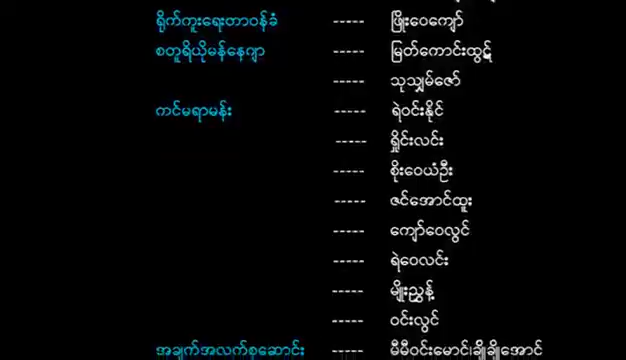 ရိုက်ကူးရေးတာဝန်ခံ ----- ဖြိုးဝေကျော်
စတူရီယိုမန်နေဂျာ ----- မြတ်ကောင်းထွဋ်
----- သုသျှမ်ဇော်
ကင်မရာမန်း ----- ရဲဝင်းနိုင်
----- ရှိုင်းလင်း
----- စိုးဝေယံဦး
----- ဇင်အောင်ထူး
----- ကျော်ဝေလွင်
----- ရဲဝေလင်း
----- မျိုးညွှန့်
----- ဝင်းလွင်
အချက်အလက်စုဆောင်း ----- မီမီဝင်းမောင်၊ချိုချိုအောင်